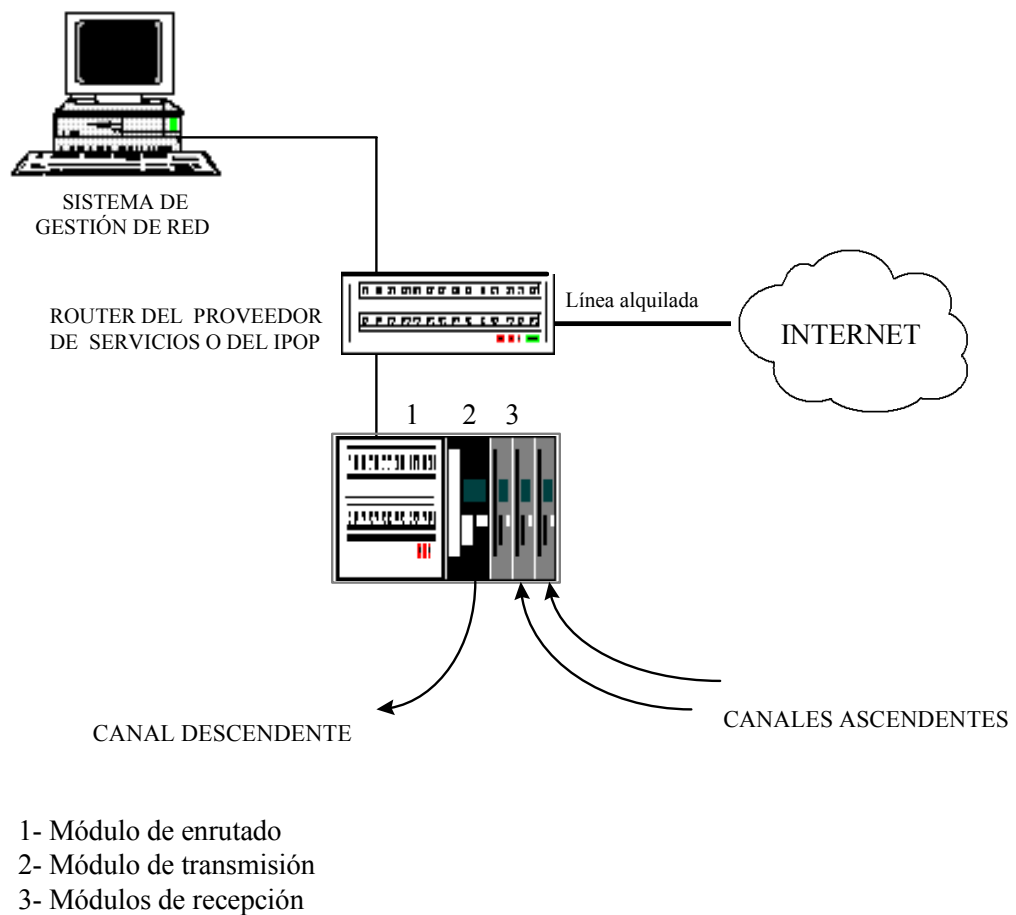 SISTEMA DE
GESTIÓN DE RED
ROUTER DEL PROVEEDOR
DE SERVICIOS O DEL IPOP
Línea alquilada
INTERNET
1 2 3
CANAL DESCENDENTE
CANALES ASCENDENTES
1- Módulo de enrutado
2- Módulo de transmisión
3- Módulos de recepción